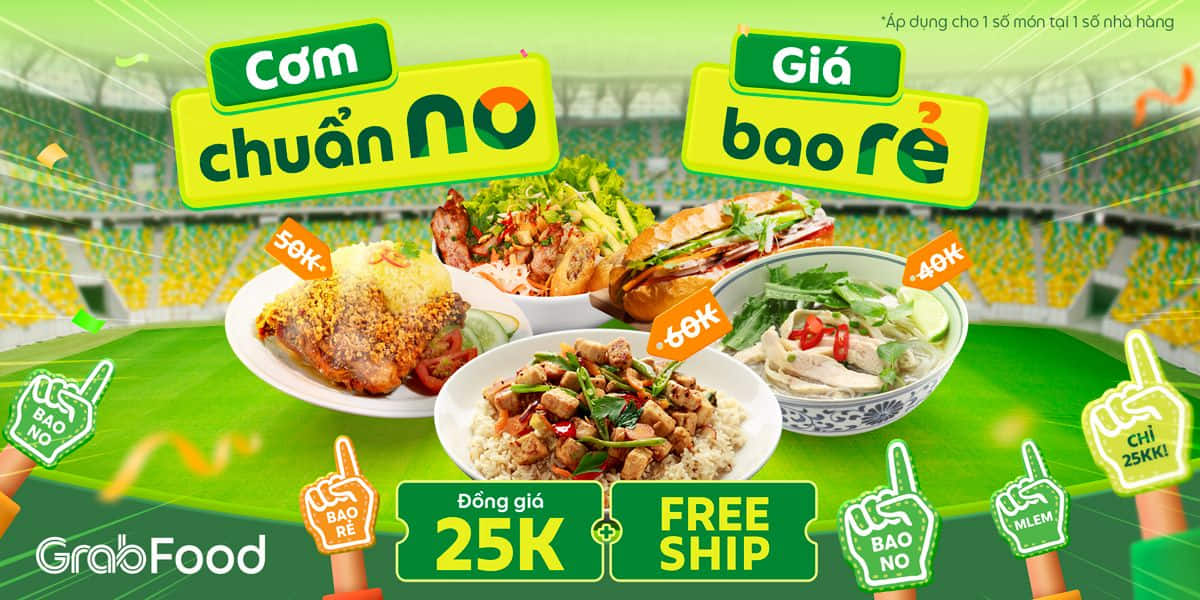 *Áp dụng cho 1 số món tại 1 số nhà hàng
Cơm
chuẩn no
Giá
bao rẻ
50K
60K
40K
BAO
NO
BAO
RẺ
Đồng giá
25K
+
FREE
SHIP
BAO
NO
MLEM
CHỈ
25KK!
GrabFood